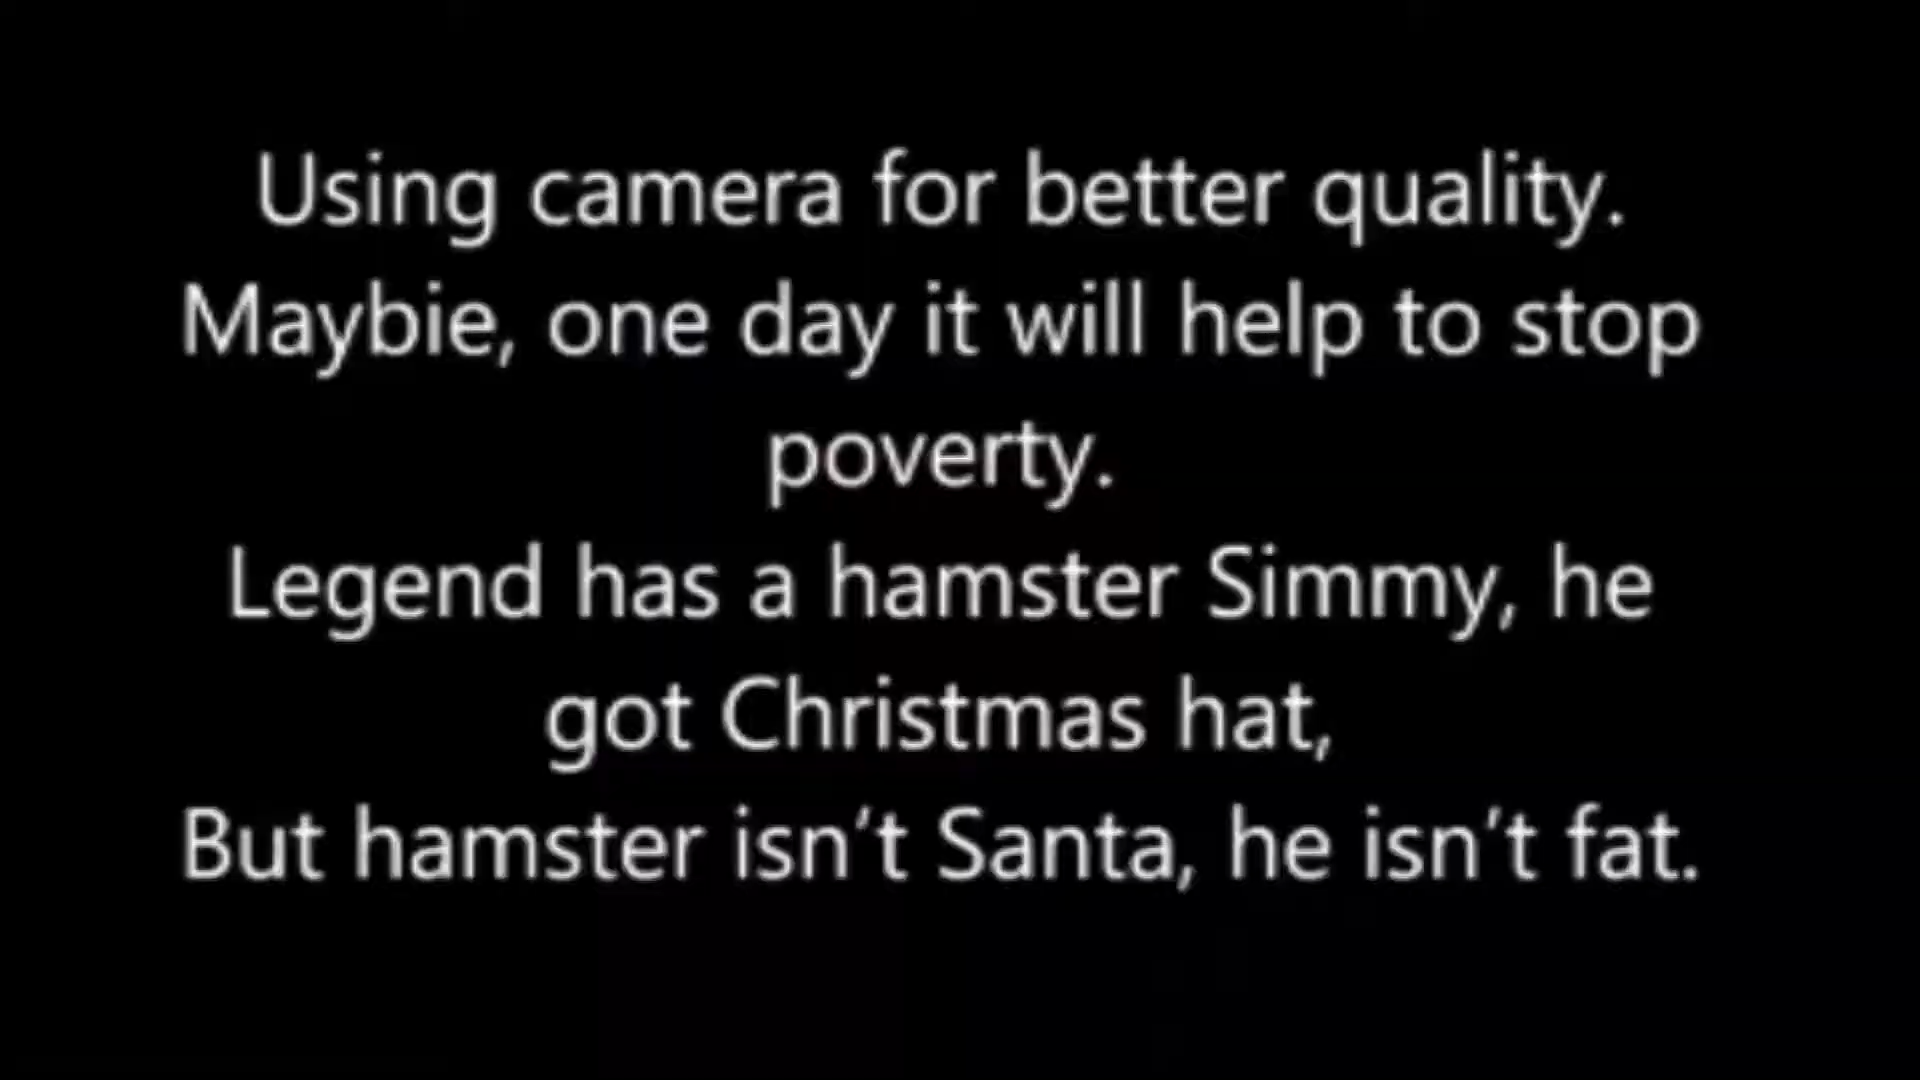 Using camera for better quality.
Maybie, one day it will help to stop
poverty.
Legend has a hamster Simmy, he
got Christmas hat,
But hamster isn’t Santa, he isn’t fat.